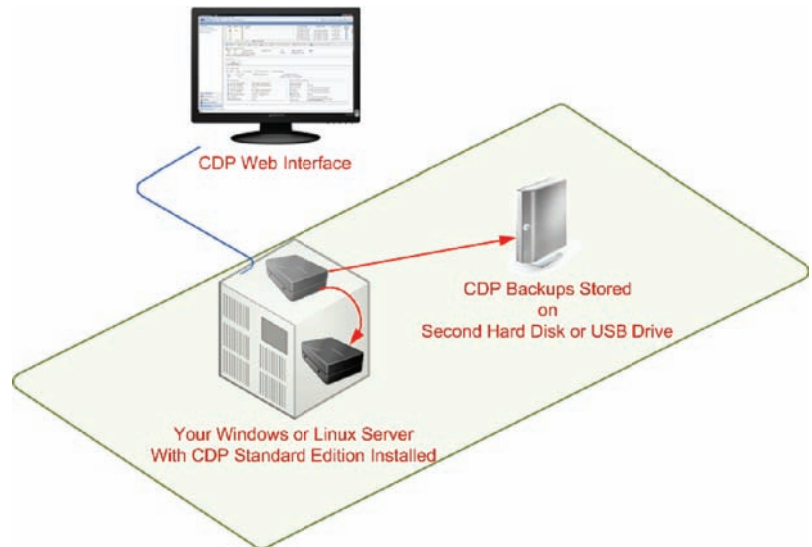 CDP Web Interface
CDP Backups Stored
on
Second Hard Disk or USB Drive
Your Windows or Linux Server
With CDP Standard Edition Installed